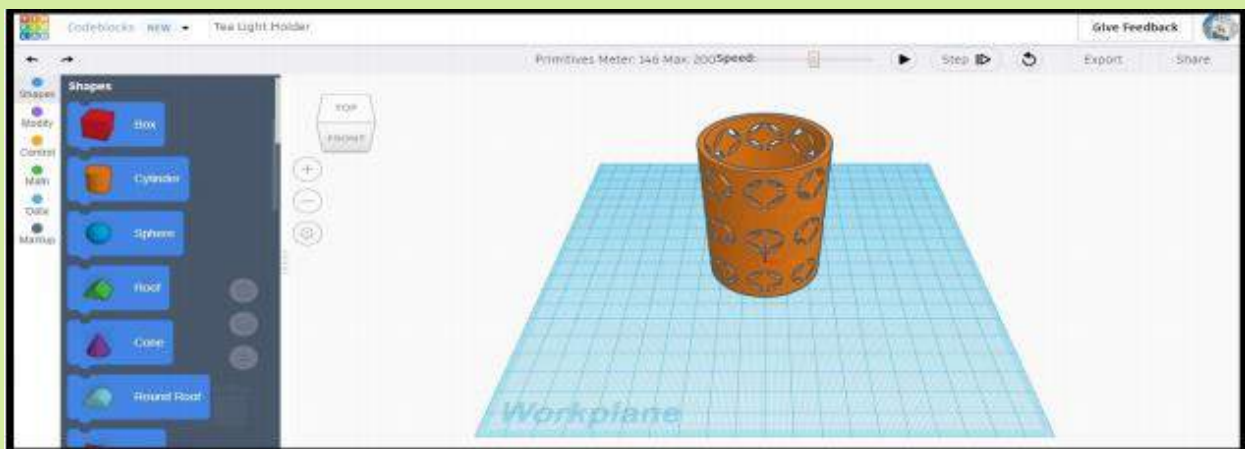 Codeblocks NEW Tea Light Holder Give Feedback
Primitives Meter: 146 Max: 200 Speed: Step Export Share
Shapes
Modify
Control
Math
Data
Markup
Shapes
Box
Cylinder
Sphere
Roof
Cone
Round Roof
TOP
FRONT
Workplane